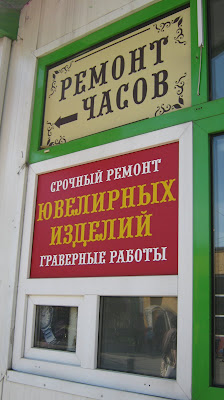 РЕМОНТ
ЧАСОВ
СРОЧНЫЙ РЕМОНТ
ЮВЕЛИРНЫХ
ИЗДЕЛИЙ
ГРАВЕРНЫЕ РАБОТЫ